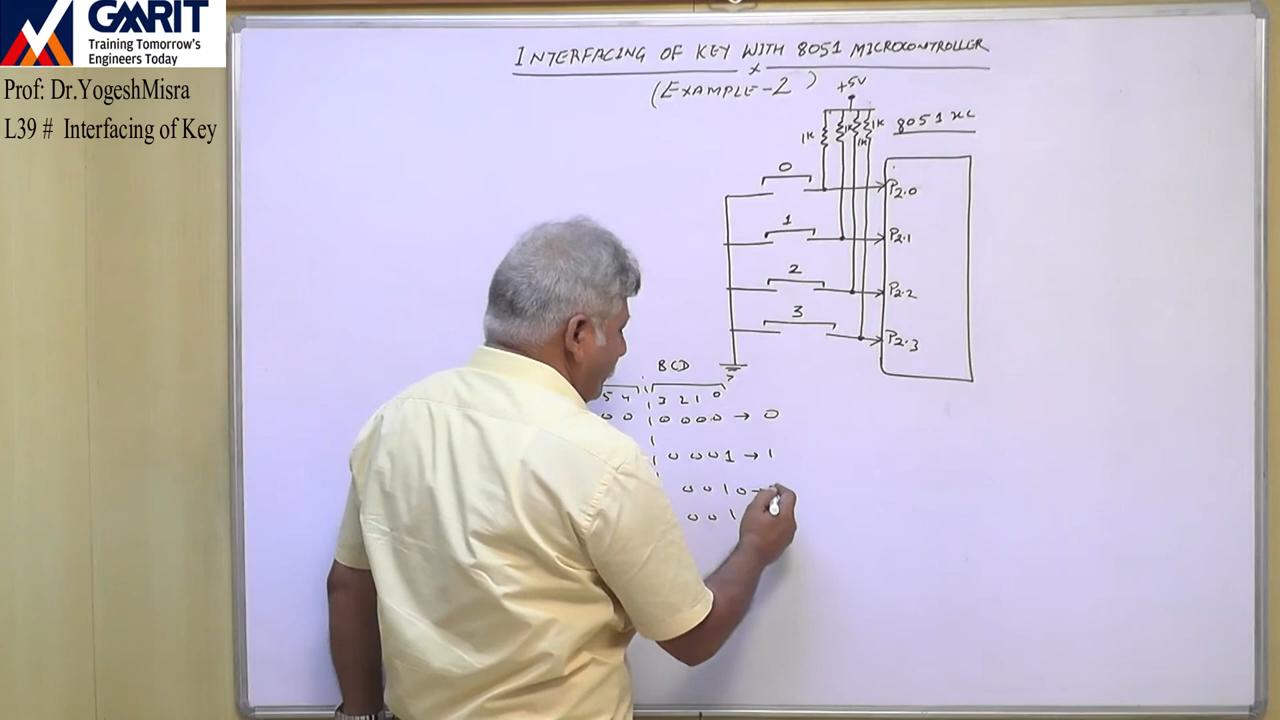 GMRIT
Training Tomorrow's
Engineers Today
Prof: Dr.YogeshMisra
L39 # Interfacing of Key
INTERFACING OF KEY WITH 8051 MICROCONTROLLER
(EXAMPLE-2)
+5V
1K 1K 1K 1K
8051 μC
0
P2.0
1
P2.1
2
P2.2
3
P2.3
BCD
5 4 3 2 1 0
0 0 0 0 0 0 → 0
0 0 0 1 → 1
0 0 1 0 →
0 0 1